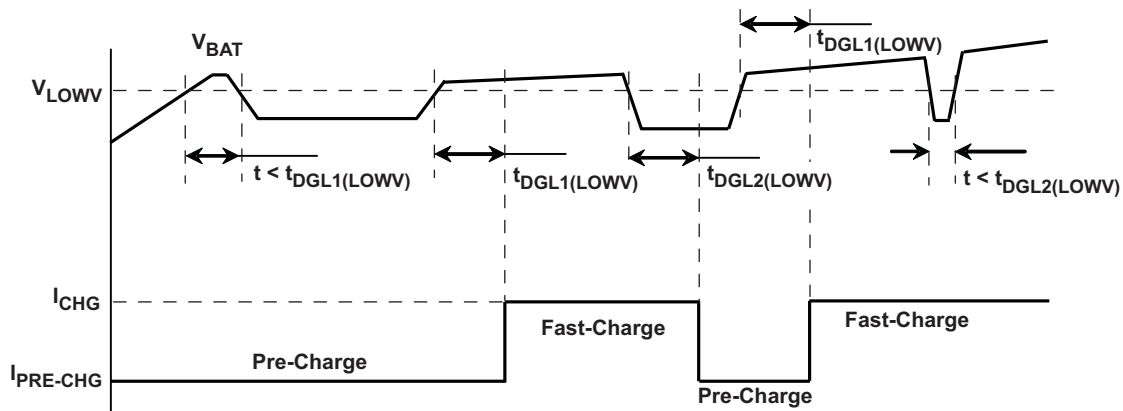 t_DGL1(LOWV)
V_BAT
V_LOWV
t < t_DGL1(LOWV)
t_DGL1(LOWV)
t_DGL2(LOWV)
t < t_DGL2(LOWV)
I_CHG
Fast-Charge
Fast-Charge
Pre-Charge
I_PRE-CHG
Pre-Charge